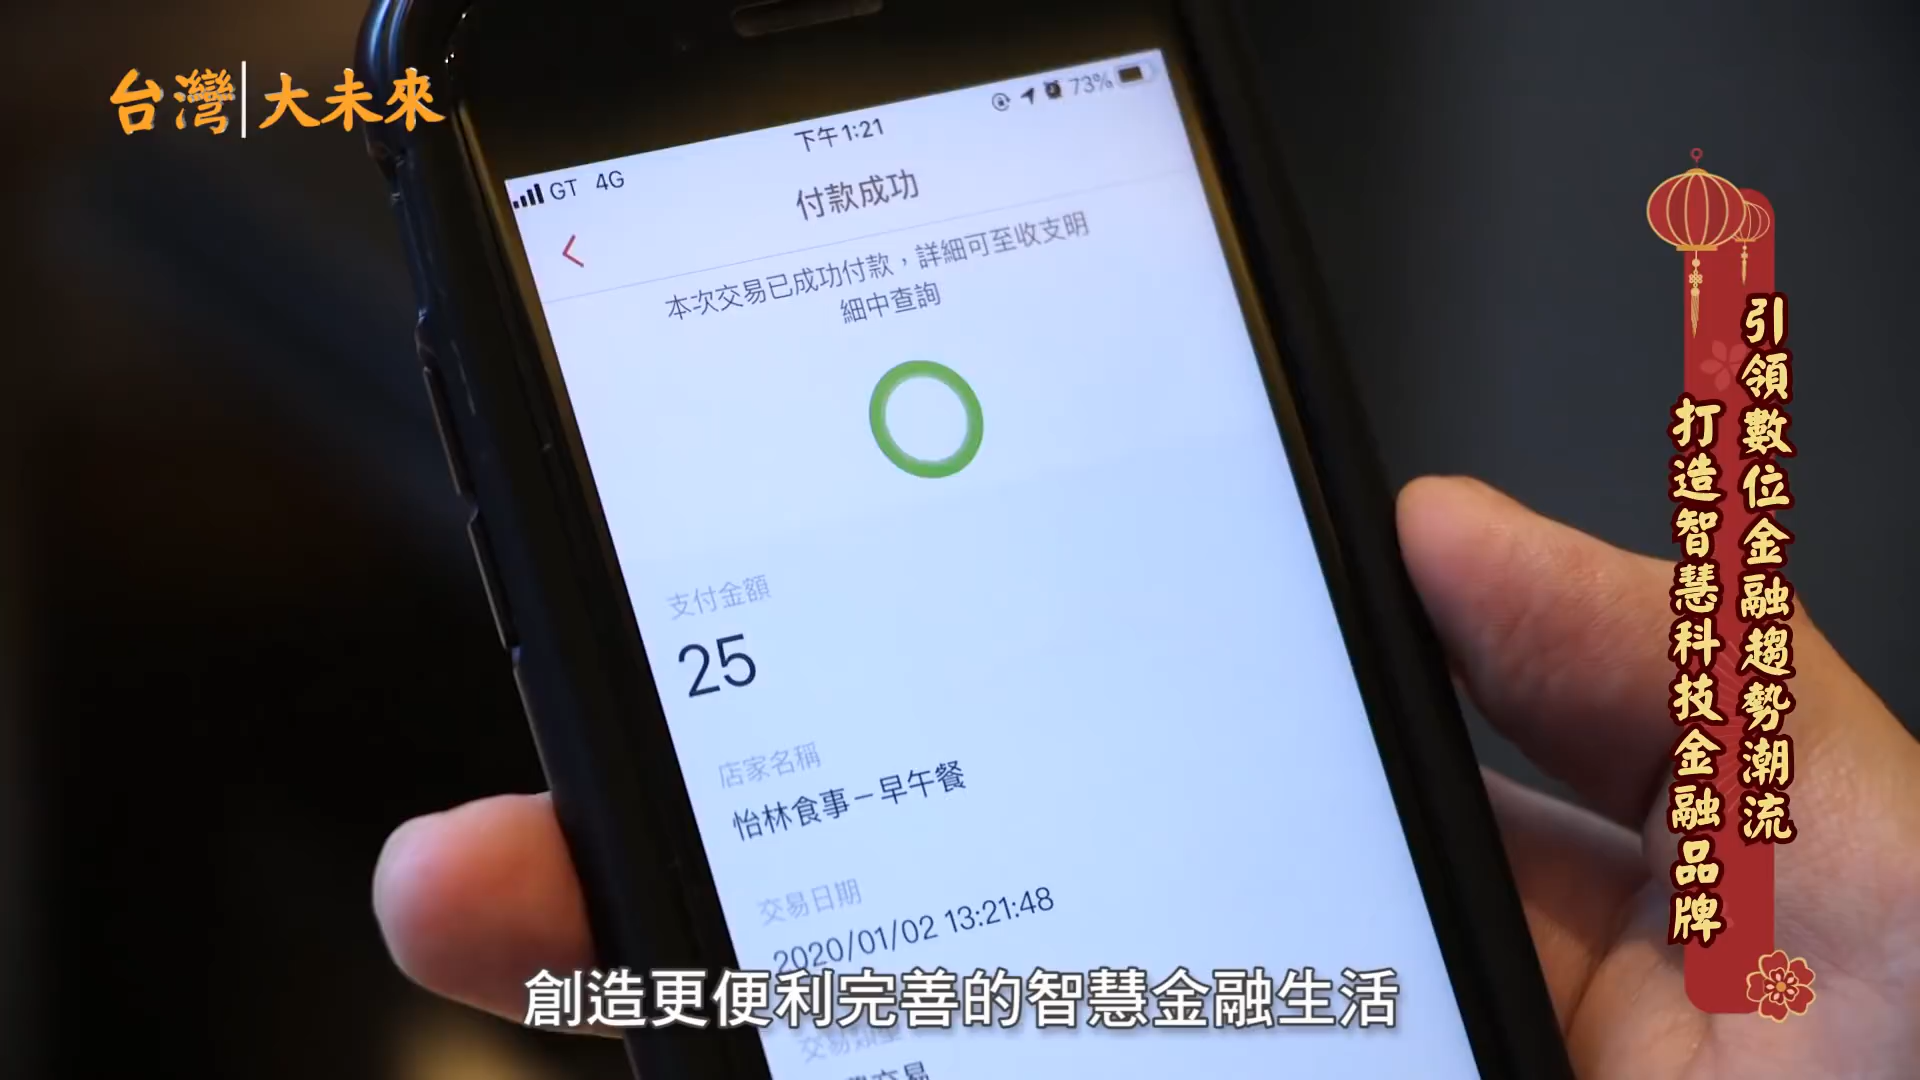 台灣|大未來
73%
下午1:21
GT 4G
付款成功
本次交易已成功付款，詳細可至收支明
細中查詢
支付金額
25
店家名稱
怡林食事－早午餐
交易日期
2020/01/02 13:21:48
創造更便利完善的智慧金融生活
引領數位金融趨勢潮流
打造智慧科技金融品牌